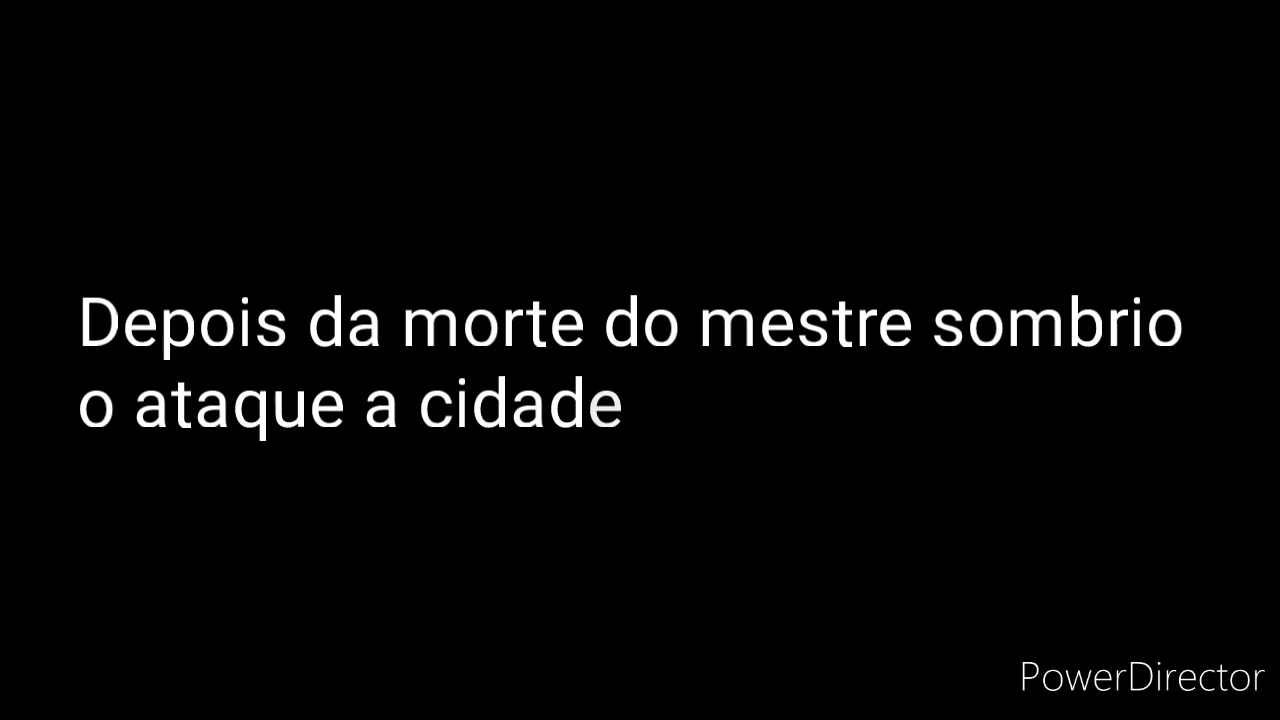 Depois da morte do mestre sombrio
o ataque a cidade
PowerDirector